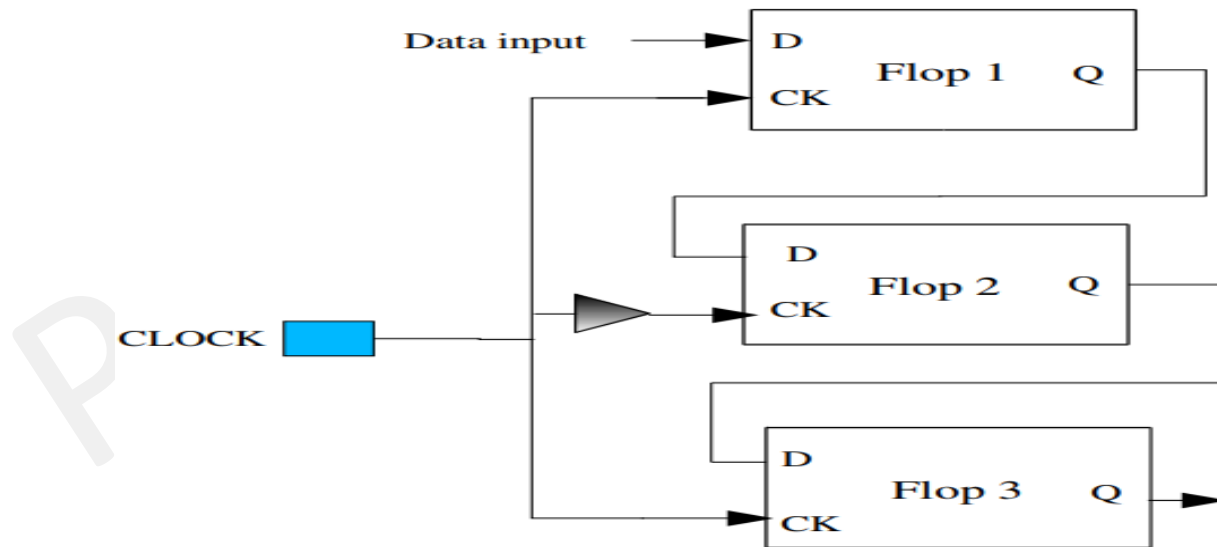 Data input
D
Flop 1
Q
CK
D
Flop 2
Q
CK
CLOCK
D
Flop 3
Q
CK
P